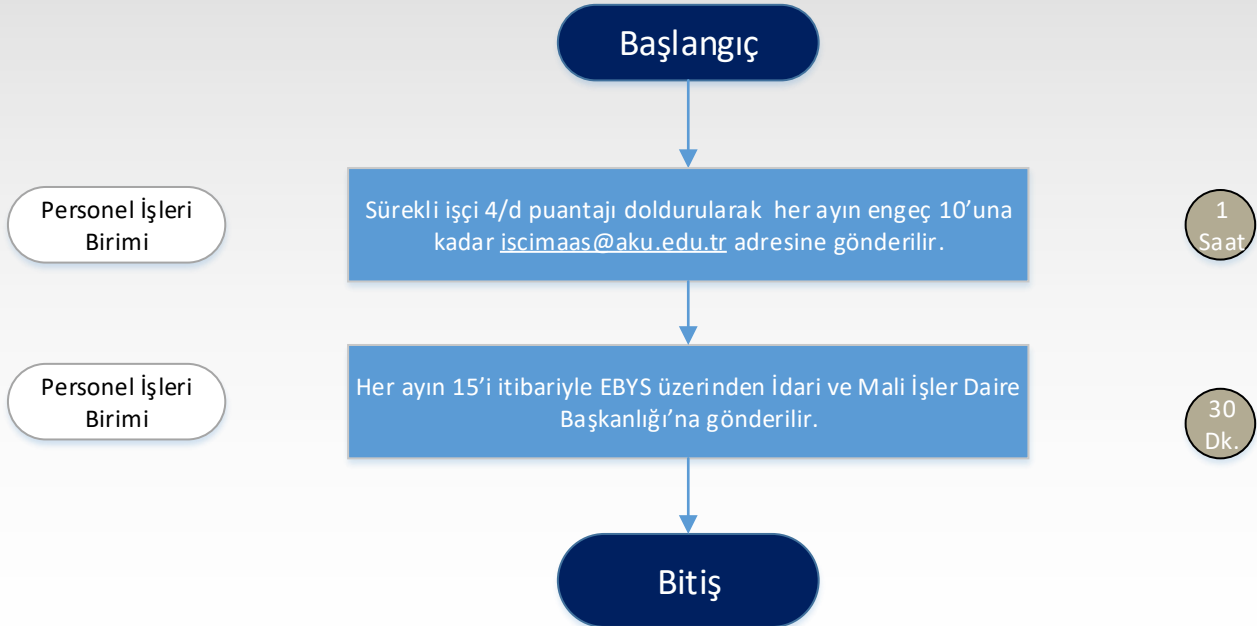 Başlangıç
Personel İşleri
Birimi
Sürekli işçi 4/d puantajı doldurularak  her ayın engeç 10’una
kadar iscimaas@aku.edu.tr adresine gönderilir.
1
Saat
Personel İşleri
Birimi
Her ayın 15’i itibariyle EBYS üzerinden İdari ve Mali İşler Daire
Başkanlığı’na gönderilir.
30
Dk.
Bitiş